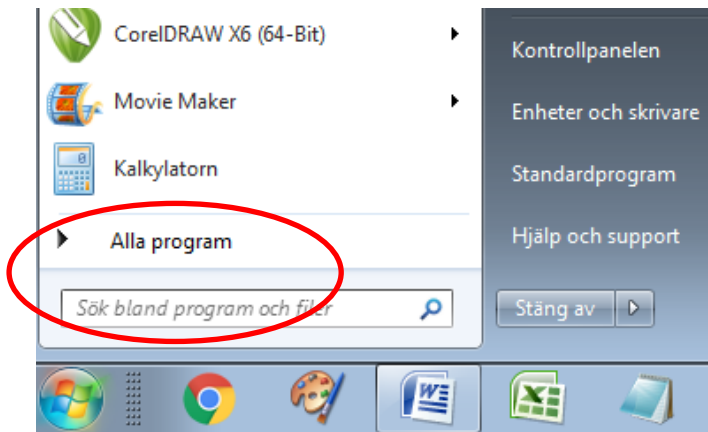 CorelDRAW X6 (64-Bit)
Movie Maker
Kalkylatorn
Alla program
Sök bland program och filer
Kontrollpanelen
Enheter och skrivare
Standardprogram
Hjälp och support
Stäng av